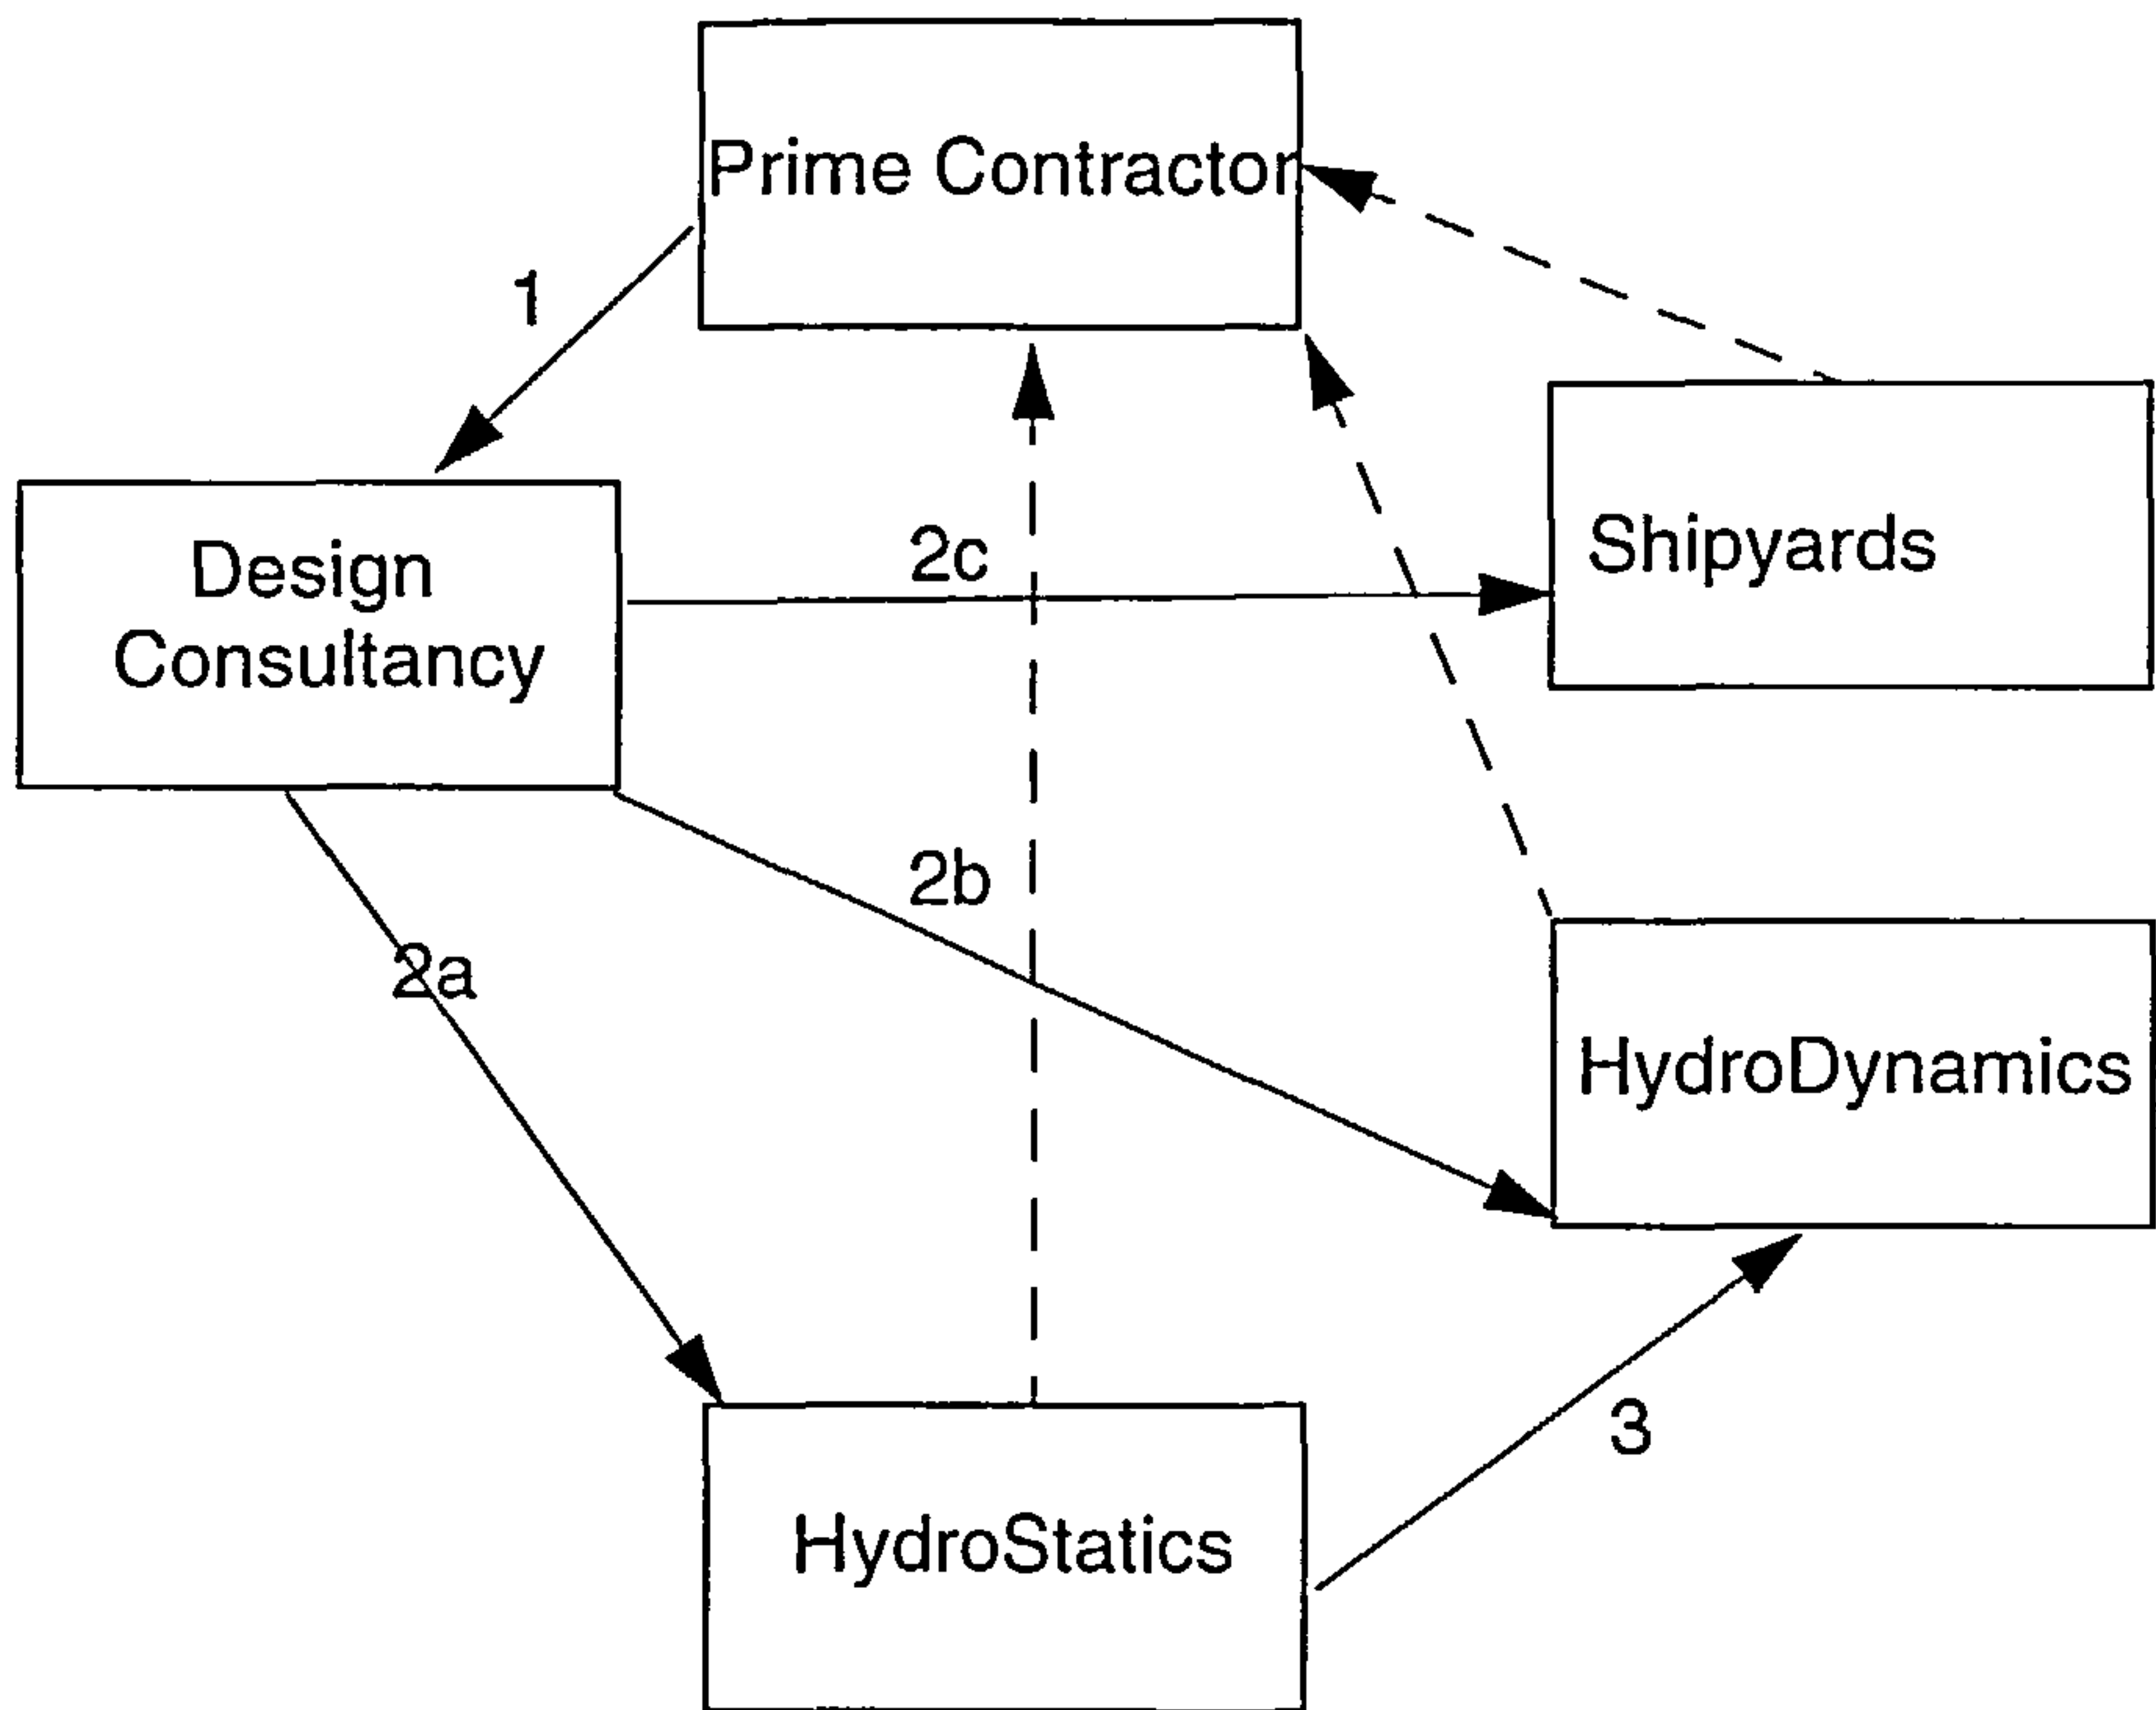 Prime Contractor
1
Design
Consultancy
2c
Shipyards
2b
2a
HydroDynamics
3
HydroStatics